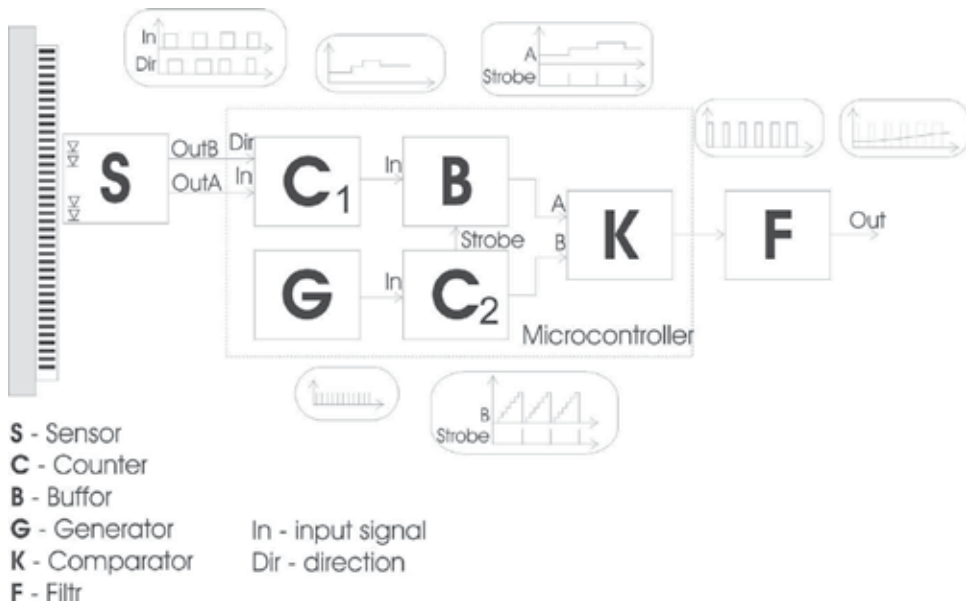 In
Dir
A
Strobe
S
OutB
OutA
Dir
In
C1
In
B
A
B
K
F
Out
Strobe
G
In
C2
Microcontroller
B
Strobe
S - Sensor
C - Counter
B - Buffor
G - Generator
In - input signal
K - Comparator
Dir - direction
F - Filtr